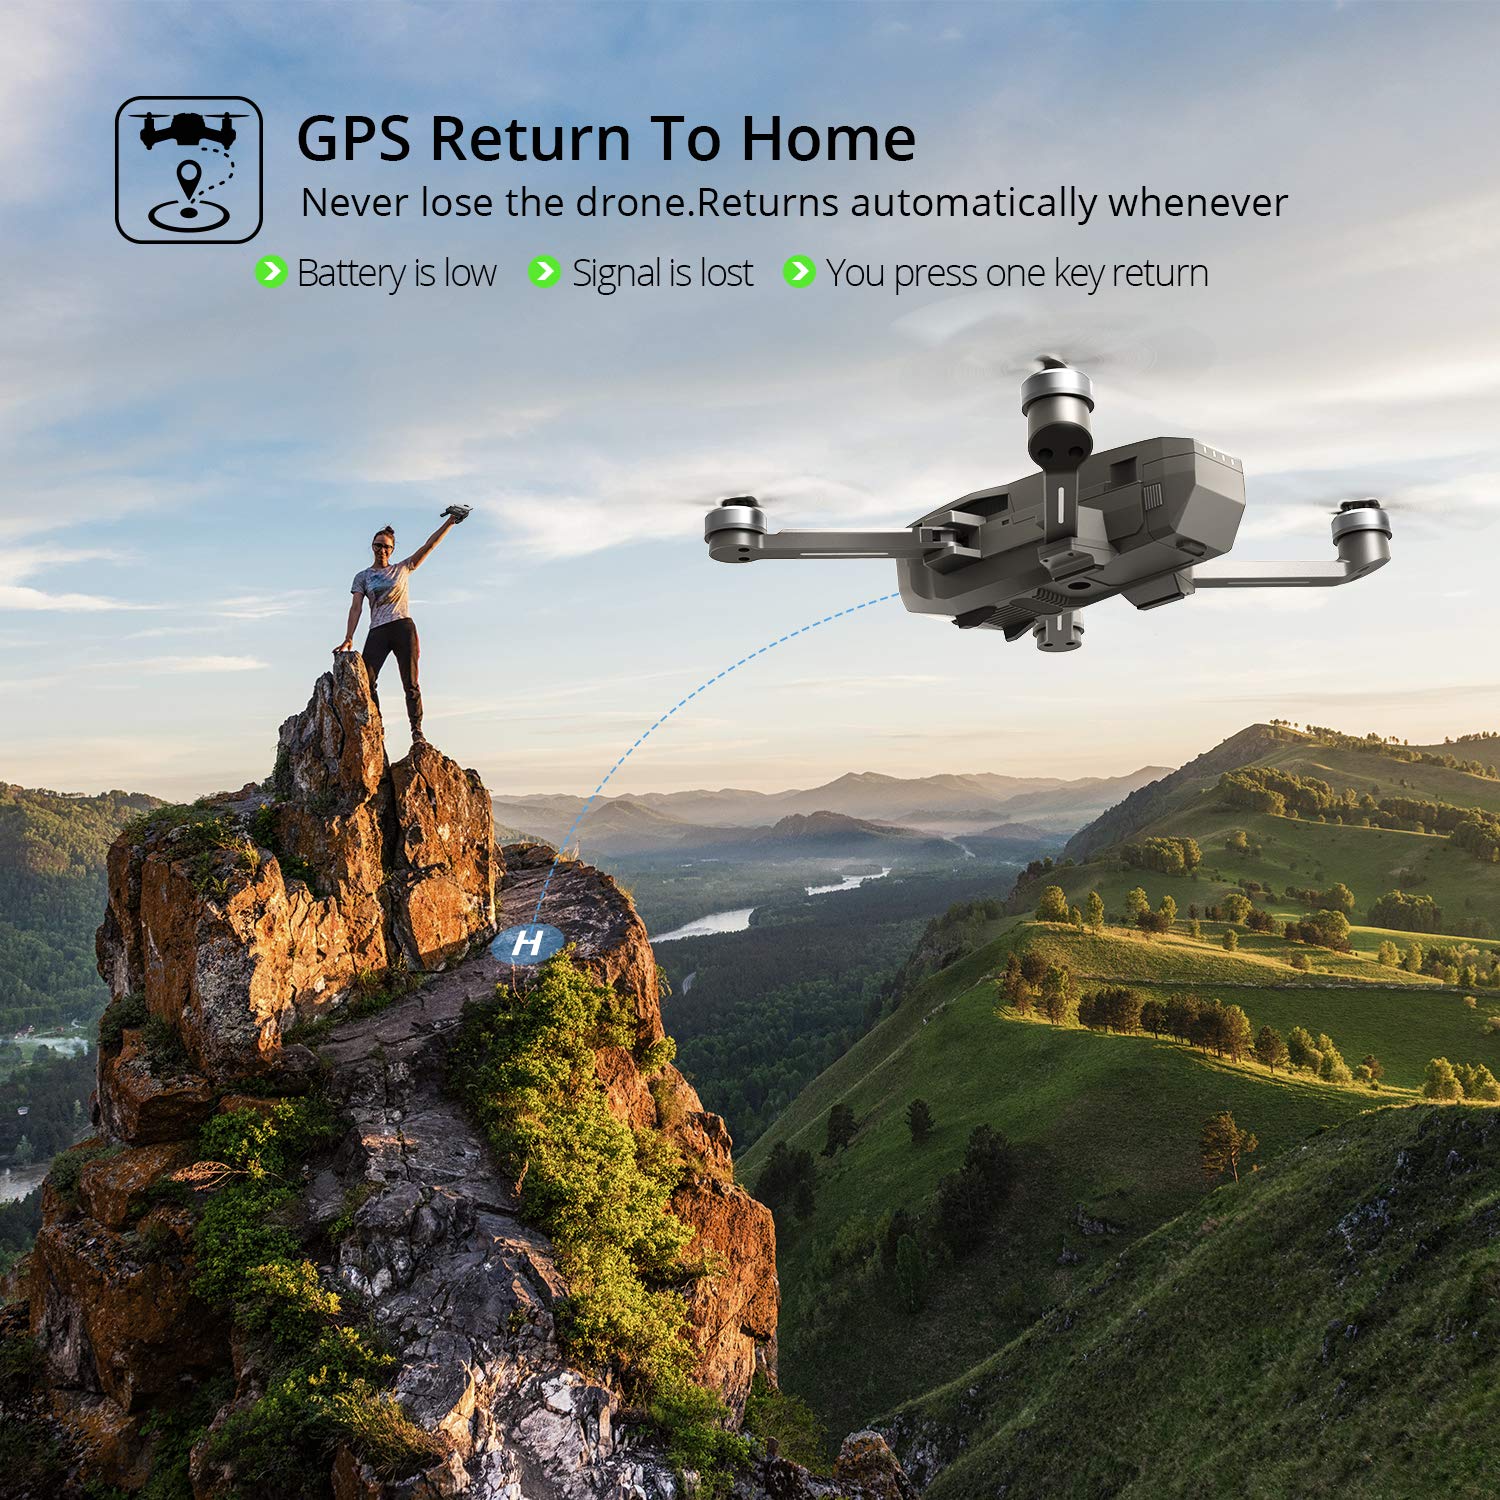 GPS Return To Home
Never lose the drone.Returns automatically whenever
Battery is low Signal is lost You press one key return
H